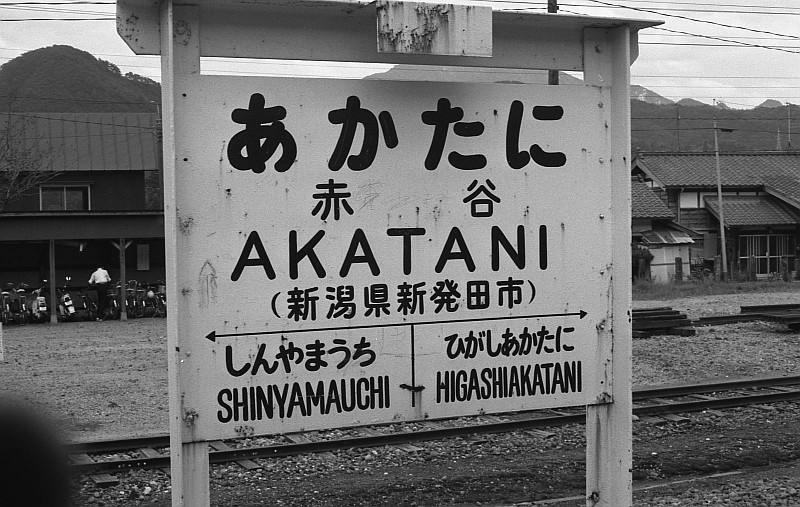 あかたに
赤谷
AKATANI
(新潟県新発田市)
しんやまうち ひがしあかたに
SHINYAMAUCHI HIGASHIAKATANI